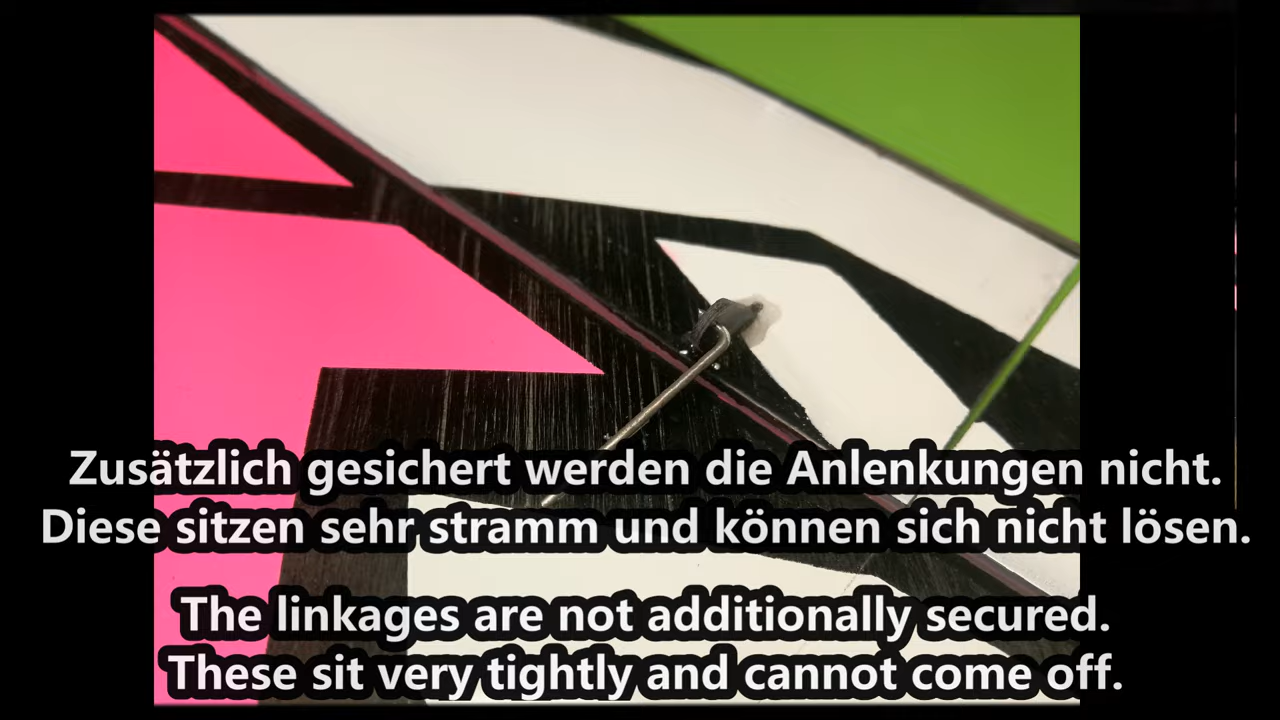 Zusätzlich gesichert werden die Anlenkungen nicht.
Diese sitzen sehr stramm und können sich nicht lösen.
The linkages are not additionally secured.
These sit very tightly and cannot come off.